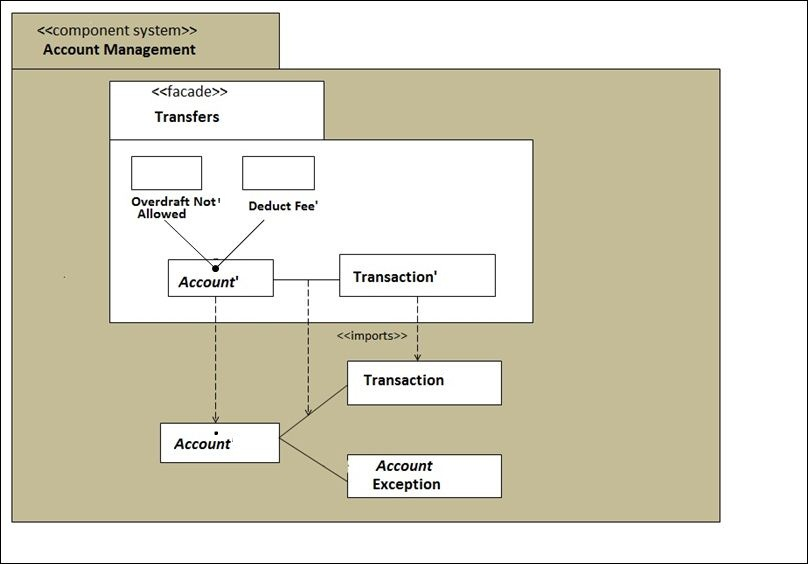 <<component system>>
Account Management
<<facade>>
Transfers
Overdraft Not'
Allowed
Deduct Fee'
Account'
Transaction'
<<imports>>
Transaction
Account
Account
Exception